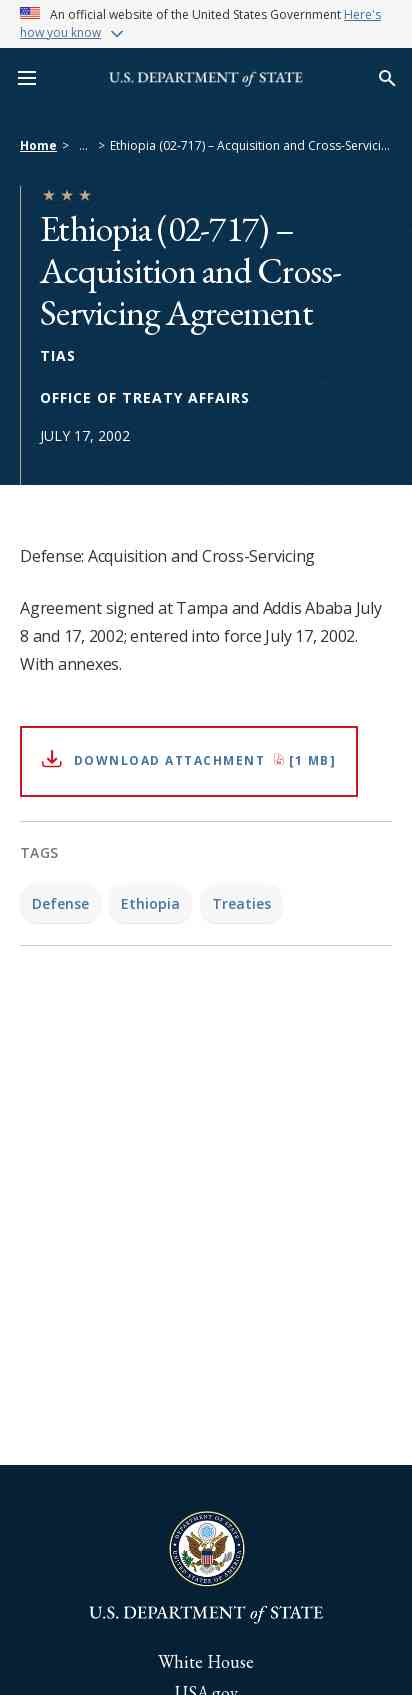 An official website of the United States Government Here's
how you know
U.S. DEPARTMENT of STATE
Home > ... > Ethiopia (02-717) – Acquisition and Cross-Servici...
Ethiopia (02-717) –
Acquisition and Cross-
Servicing Agreement
TIAS
OFFICE OF TREATY AFFAIRS
JULY 17, 2002
Defense: Acquisition and Cross-Servicing
Agreement signed at Tampa and Addis Ababa July
8 and 17, 2002; entered into force July 17, 2002.
With annexes.
DOWNLOAD ATTACHMENT [1 MB]
TAGS
Defense Ethiopia Treaties
DEPARTMENT OF STATE
UNITED STATES OF AMERICA
U.S. DEPARTMENT of STATE
White House
USA.gov